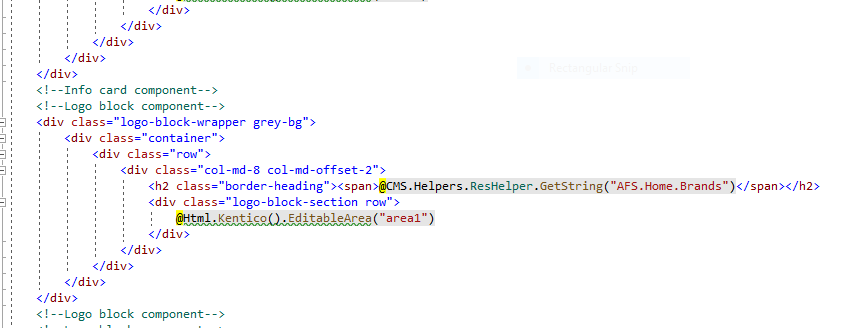 </div>
</div>
</div>
</div>
</div>
<!--Info card component-->
<!--Logo block component-->
<div class="logo-block-wrapper grey-bg">
<div class="container">
<div class="row">
<div class="col-md-8 col-md-offset-2">
<h2 class="border-heading"><span>@CMS.Helpers.ResHelper.GetString("AFS.Home.Brands")</span></h2>
<div class="logo-block-section row">
@Html.Kentico().EditableArea("area1")
</div>
</div>
</div>
</div>
</div>
<!--Logo block component-->